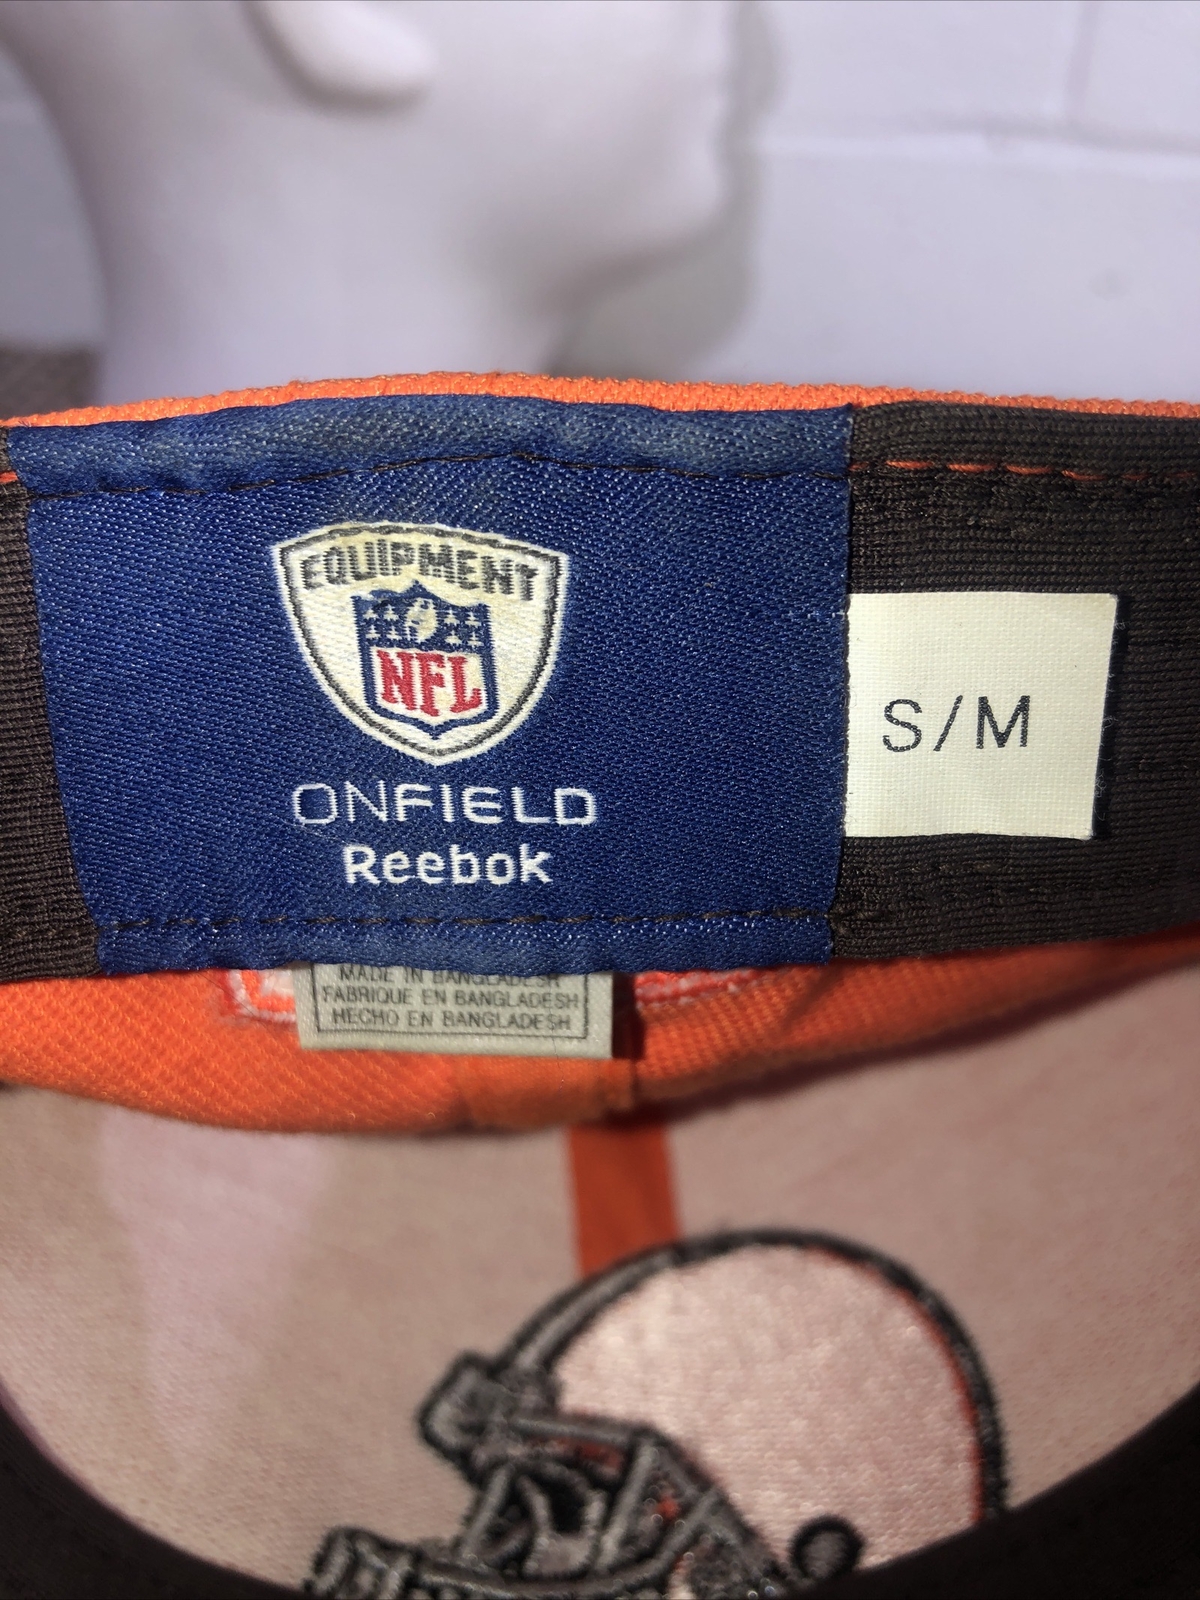 EQUIPMENT
NFL
ONFIELD
Reebok
S/M
MADE IN BANGLADESH
FABRIQUE EN BANGLADESH
HECHO EN BANGLADESH